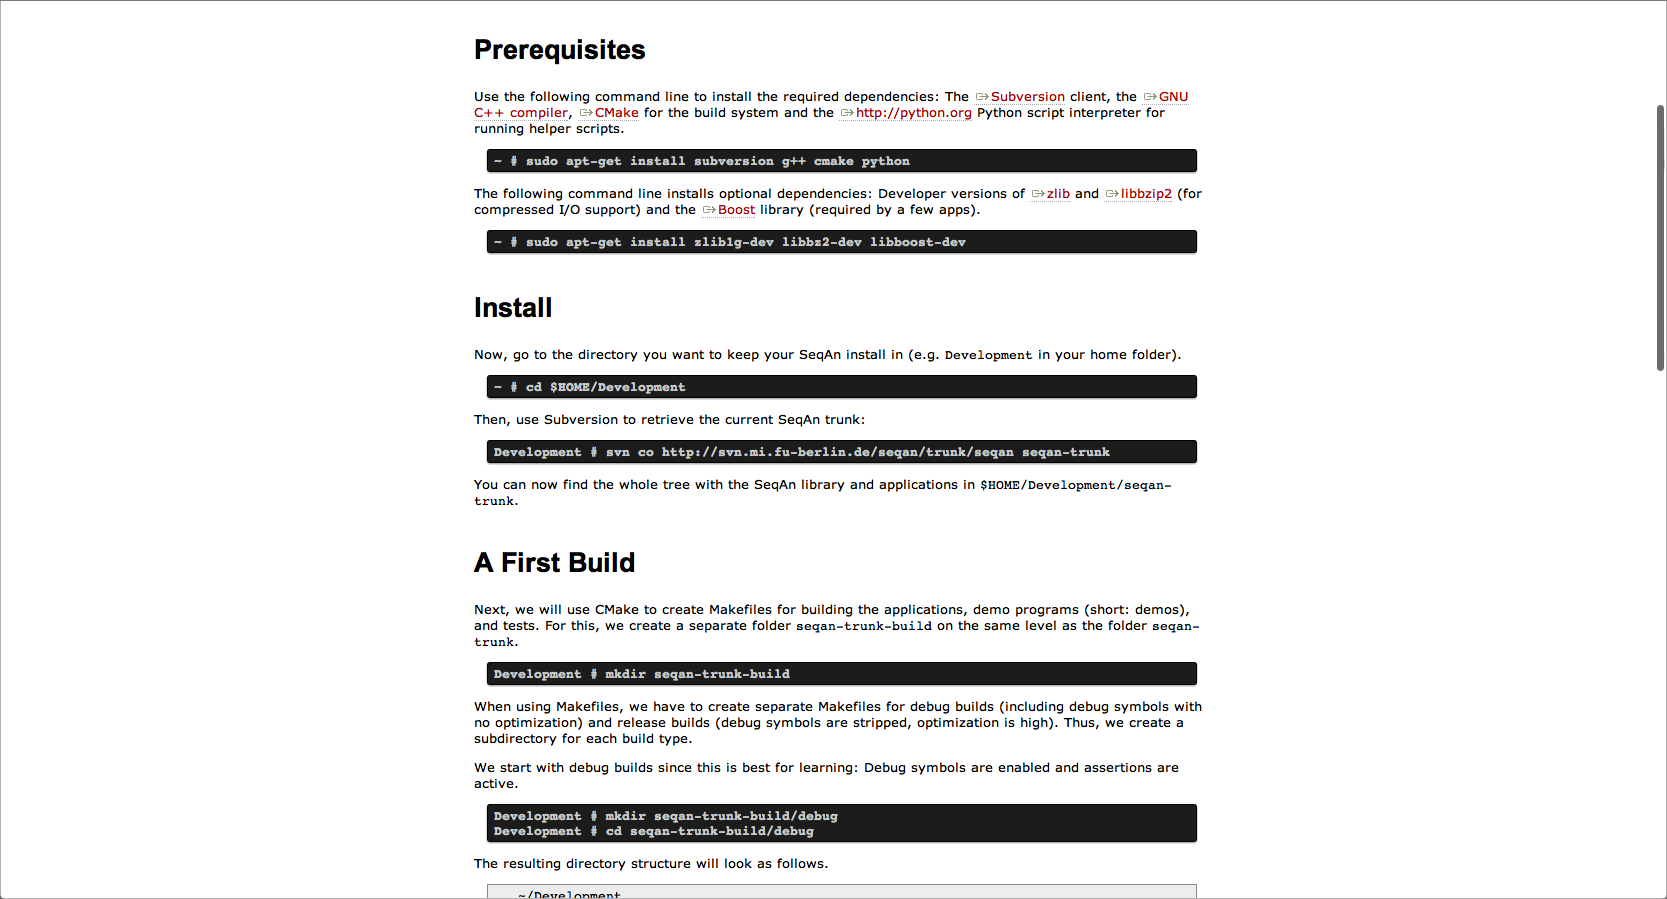 Prerequisites
Use the following command line to install the required dependencies: The Subversion client, the GNU
C++ compiler, CMake for the build system and the http://python.org Python script interpreter for
running helper scripts.
~ # sudo apt-get install subversion g++ cmake python
The following command line installs optional dependencies: Developer versions of zlib and libbzip2 (for
compressed I/O support) and the Boost library (required by a few apps).
~ # sudo apt-get install zlib1g-dev libbz2-dev libboost-dev
Install
Now, go to the directory you want to keep your SeqAn install in (e.g. Development in your home folder).
~ # cd $HOME/Development
Then, use Subversion to retrieve the current SeqAn trunk:
Development # svn co http://svn.mi.fu-berlin.de/seqan/trunk/seqan seqan-trunk
You can now find the whole tree with the SeqAn library and applications in $HOME/Development/seqan-
trunk.
A First Build
Next, we will use CMake to create Makefiles for building the applications, demo programs (short: demos),
and tests. For this, we create a separate folder seqan-trunk-build on the same level as the folder seqan-
trunk.
Development # mkdir seqan-trunk-build
When using Makefiles, we have to create separate Makefiles for debug builds (including debug symbols with
no optimization) and release builds (debug symbols are stripped, optimization is high). Thus, we create a
subdirectory for each build type.
We start with debug builds since this is best for learning: Debug symbols are enabled and assertions are
active.
Development # mkdir seqan-trunk-build/debug
Development # cd seqan-trunk-build/debug
The resulting directory structure will look as follows.
~/Development